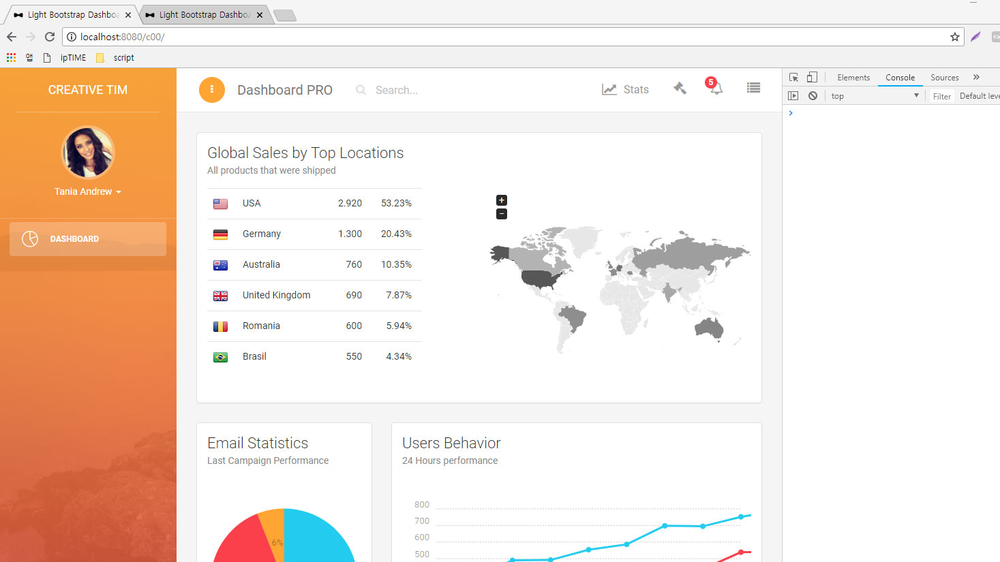 Light Bootstrap Dashboa
Light Bootstrap Dashboa
localhost:8080/c00/
ipTIME
script
CREATIVE TIM
Tania Andrew
DASHBOARD
Dashboard PRO
Search...
Stats
5
Elements
Console
Sources
top
Filter
Default leve
Global Sales by Top Locations
All products that were shipped
USA 2.920 53.23%
Germany 1.300 20.43%
Australia 760 10.35%
United Kingdom 690 7.87%
Romania 600 5.94%
Brasil 550 4.34%
Email Statistics
Last Campaign Performance
6%
Users Behavior
24 Hours performance
800
700
600
500